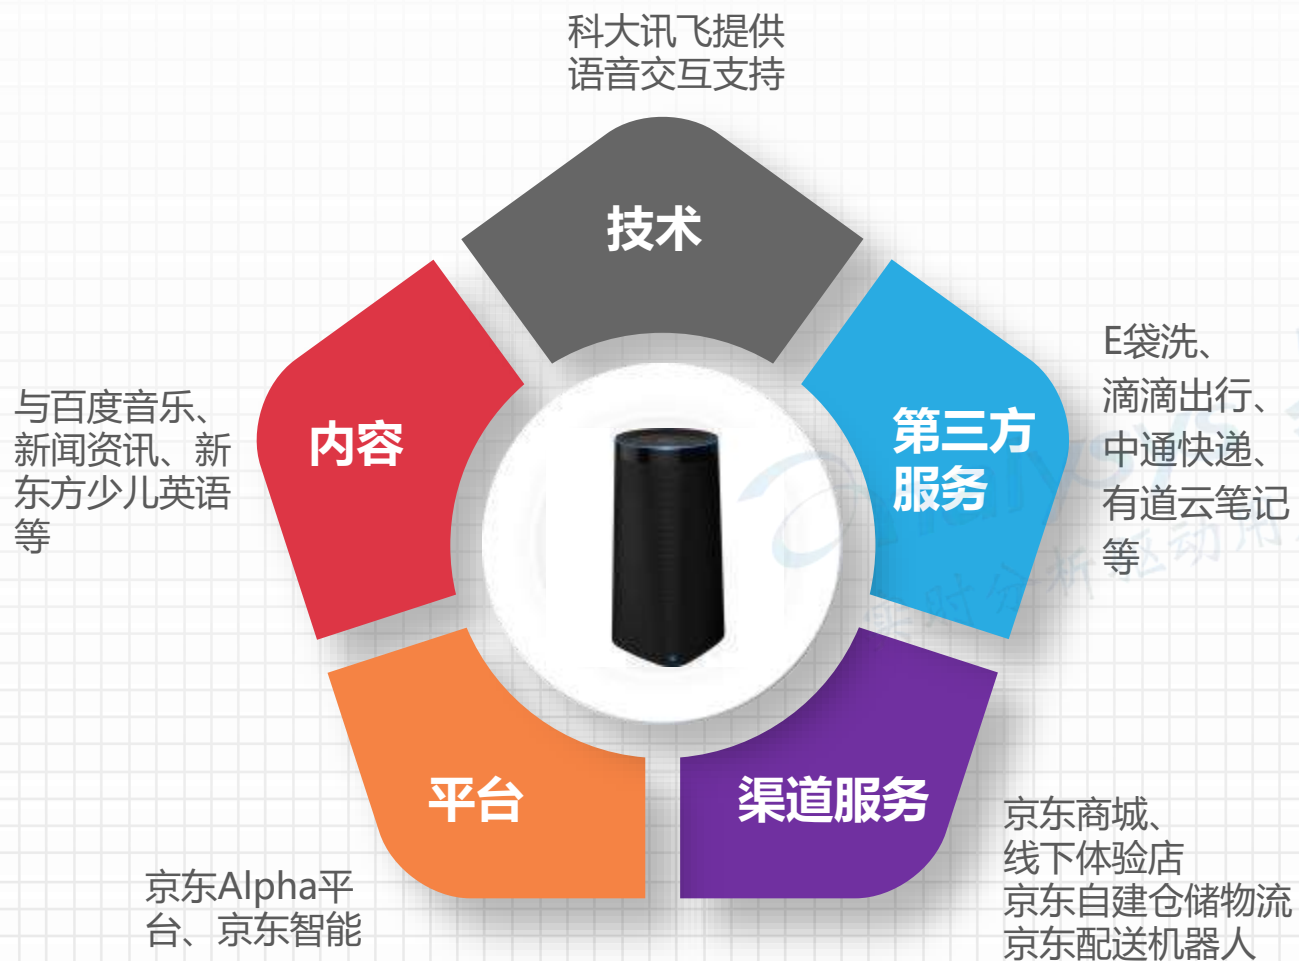 科大讯飞提供
语音交互支持
技术
内容
与百度音乐、
新闻资讯、新
东方少儿英语
等
第三方
服务
E袋洗、
滴滴出行、
中通快递、
有道云笔记
等
平台
京东Alpha平
台、京东智能
渠道服务
京东商城、
线下体验店
京东自建仓储物流
京东配送机器人